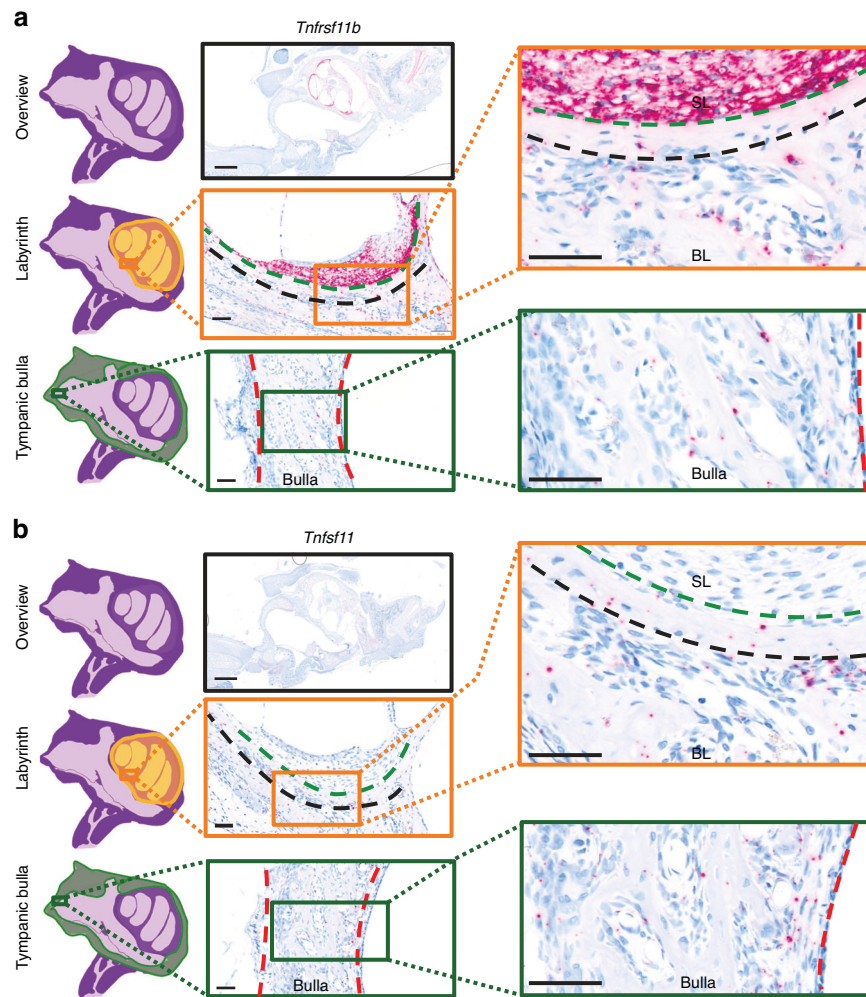 a
Tnfrsf11b
Overview
SL
BL
Labyrinth
Tympanic bulla
Bulla
Bulla
b
Tnfsf11
Overview
SL
BL
Labyrinth
Tympanic bulla
Bulla
Bulla